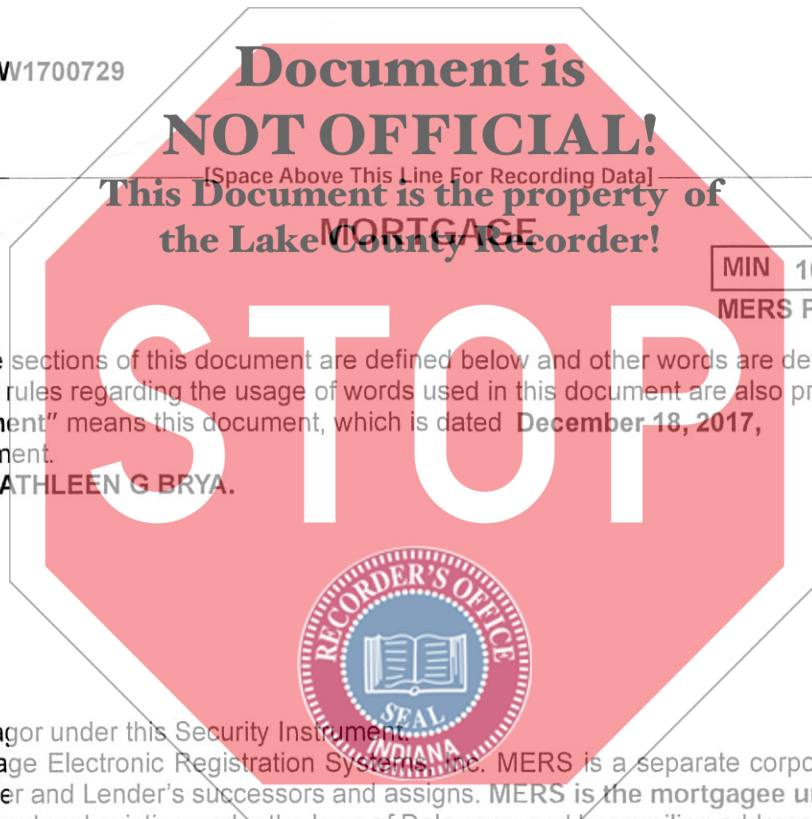 W1700729
Document is
NOT OFFICIAL!
[Space Above This Line For Recording Data]
This Document is the property of
MORTGAGE
the Lake County Recorder!
MIN 10
MERS P
STOP
sections of this document are defined below and other words are de
rules regarding the usage of words used in this document are also pr
ent" means this document, which is dated December 18, 2017,
ment.
ATHLEEN G BRYA.
RECORDER'S OFFICE
SEAL
INDIANA
agor under this Security Instrument.
age Electronic Registration Systems, Inc. MERS is a separate corpo
er and Lender's successors and assigns. MERS is the mortgagee u